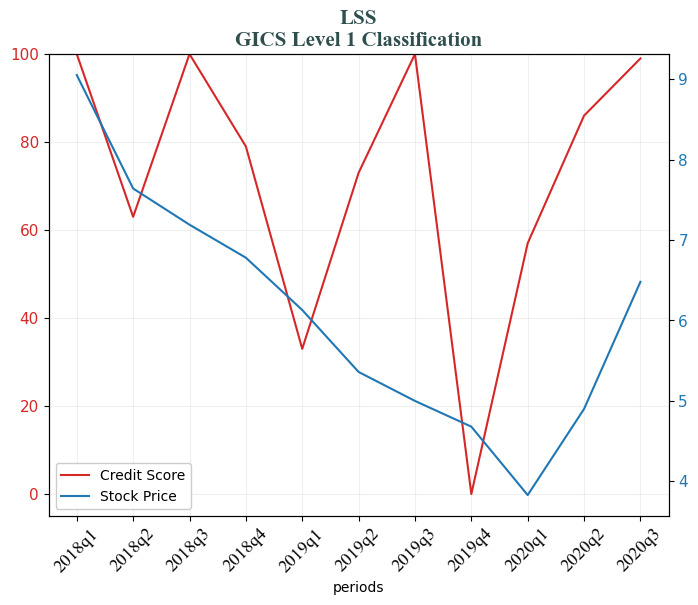 LSS
GICS Level 1 Classification
100
80
60
40
20
0
9
8
7
6
5
4
Credit Score
Stock Price
2018q1
2018q2
2018q3
2018q4
2019q1
2019q2
2019q3
2019q4
2020q1
2020q2
2020q3
periods